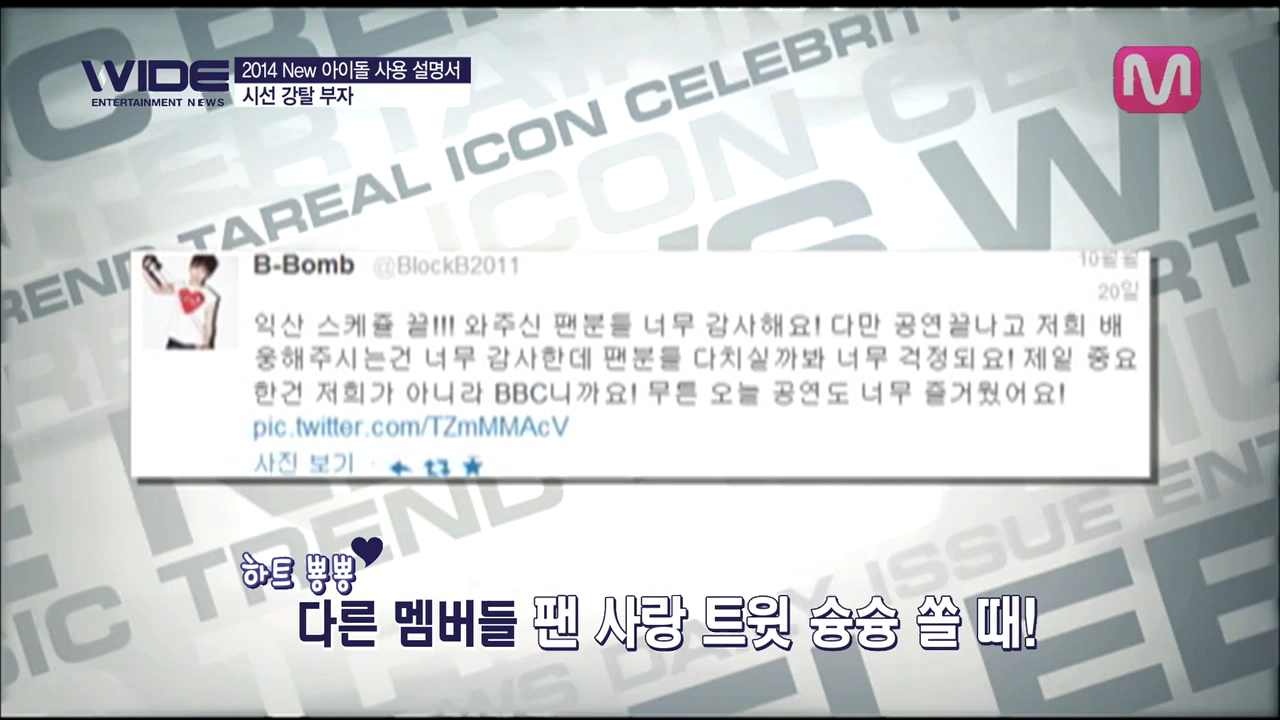 WIDE
ENTERTAINMENT NEWS
2014 New 아이돌 사용 설명서
시선 강탈 부자
M
TAREAL ICON CELEBRIT
B-Bomb @BlockB2011
10월
20일
익산 스케쥴 끝!!! 와주신 팬분들 너무 감사해요! 다만 공연끝나고 저희 배
웅해주시는건 너무 감사한데 팬분들 다치실까봐 너무 걱정되요! 제일 중요
한건 저희가 아니라 BBC니까요! 무튼 오늘 공연도 너무 즐거웠어요!
pic.twitter.com/TZmMMAcV
사진 보기
하트 뿅뿅
다른 멤버들 팬 사랑 트윗 슝슝 쏠 때!